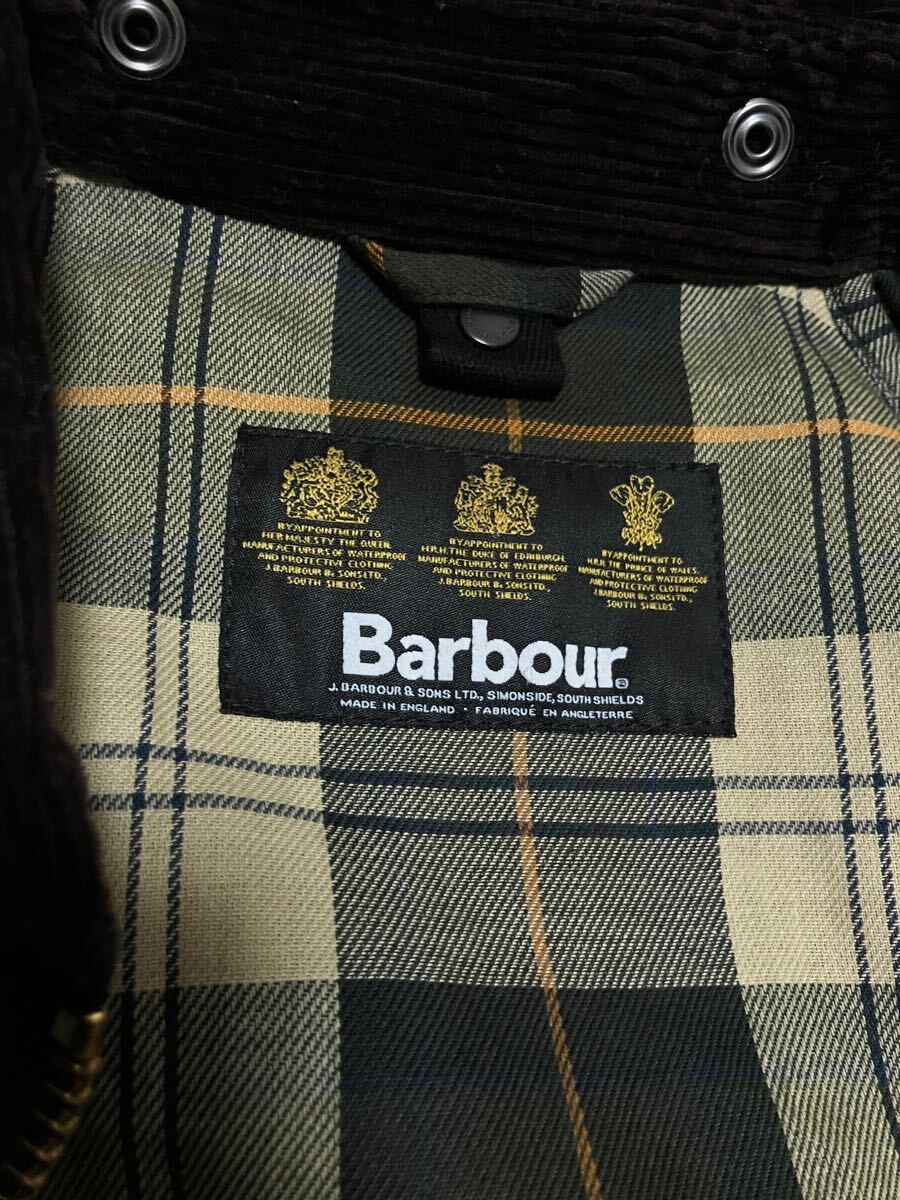 BY APPOINTMENT TO
HER MAJESTY THE QUEEN
MANUFACTURERS OF WATERPROOF
AND PROTECTIVE CLOTHING
J.BARBOUR & SONS LTD.,
SOUTH SHIELDS.
BY APPOINTMENT TO
H.R.H. THE DUKE OF EDINBURGH
MANUFACTURERS OF WATERPROOF
AND PROTECTIVE CLOTHING
J.BARBOUR & SONS LTD.,
SOUTH SHIELDS.
BY APPOINTMENT TO
H.R.H. THE PRINCE OF WALES.
MANUFACTURERS OF WATERPROOF
AND PROTECTIVE CLOTHING
J.BARBOUR & SONS LTD.,
SOUTH SHIELDS.
Barbour®
J. BARBOUR & SONS LTD., SIMONSIDE, SOUTH SHIELDS
MADE IN ENGLAND • FABRIQUÉ EN ANGLETERRE